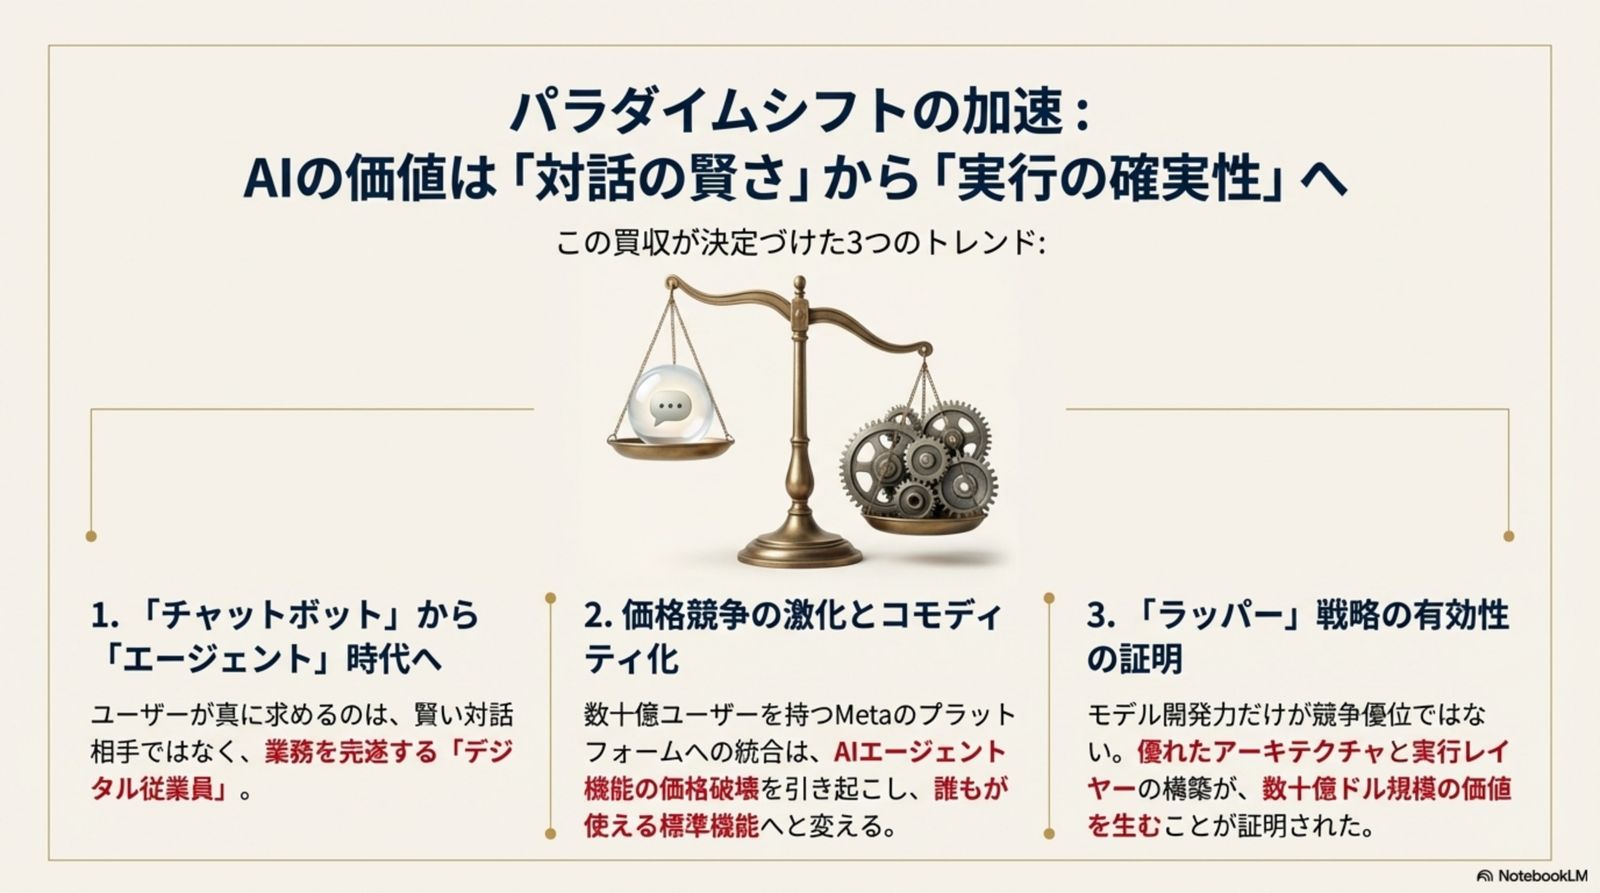 パラダイムシフトの加速：
AIの価値は「対話の賢さ」から「実行の確実性」へ
この買収が決定づけた3つのトレンド:
1. 「チャットボット」から
「エージェント」時代へ
ユーザーが真に求めるのは、賢い対話
相手ではなく、業務を完遂する「デジ
タル従業員」。
2. 価格競争の激化とコモディ
ティ化
数十億ユーザーを持つMetaのプラット
フォームへの統合は、AIエージェント
機能の価格破壊を引き起こし、誰もが
使える標準機能へと変える。
3. 「ラッパー」戦略の有効性
の証明
モデル開発力だけが競争優位ではな
い。優れたアーキテクチャと実行レイ
ヤーの構築が、数十億ドル規模の価値
を生むことが証明された。
NotebookLM